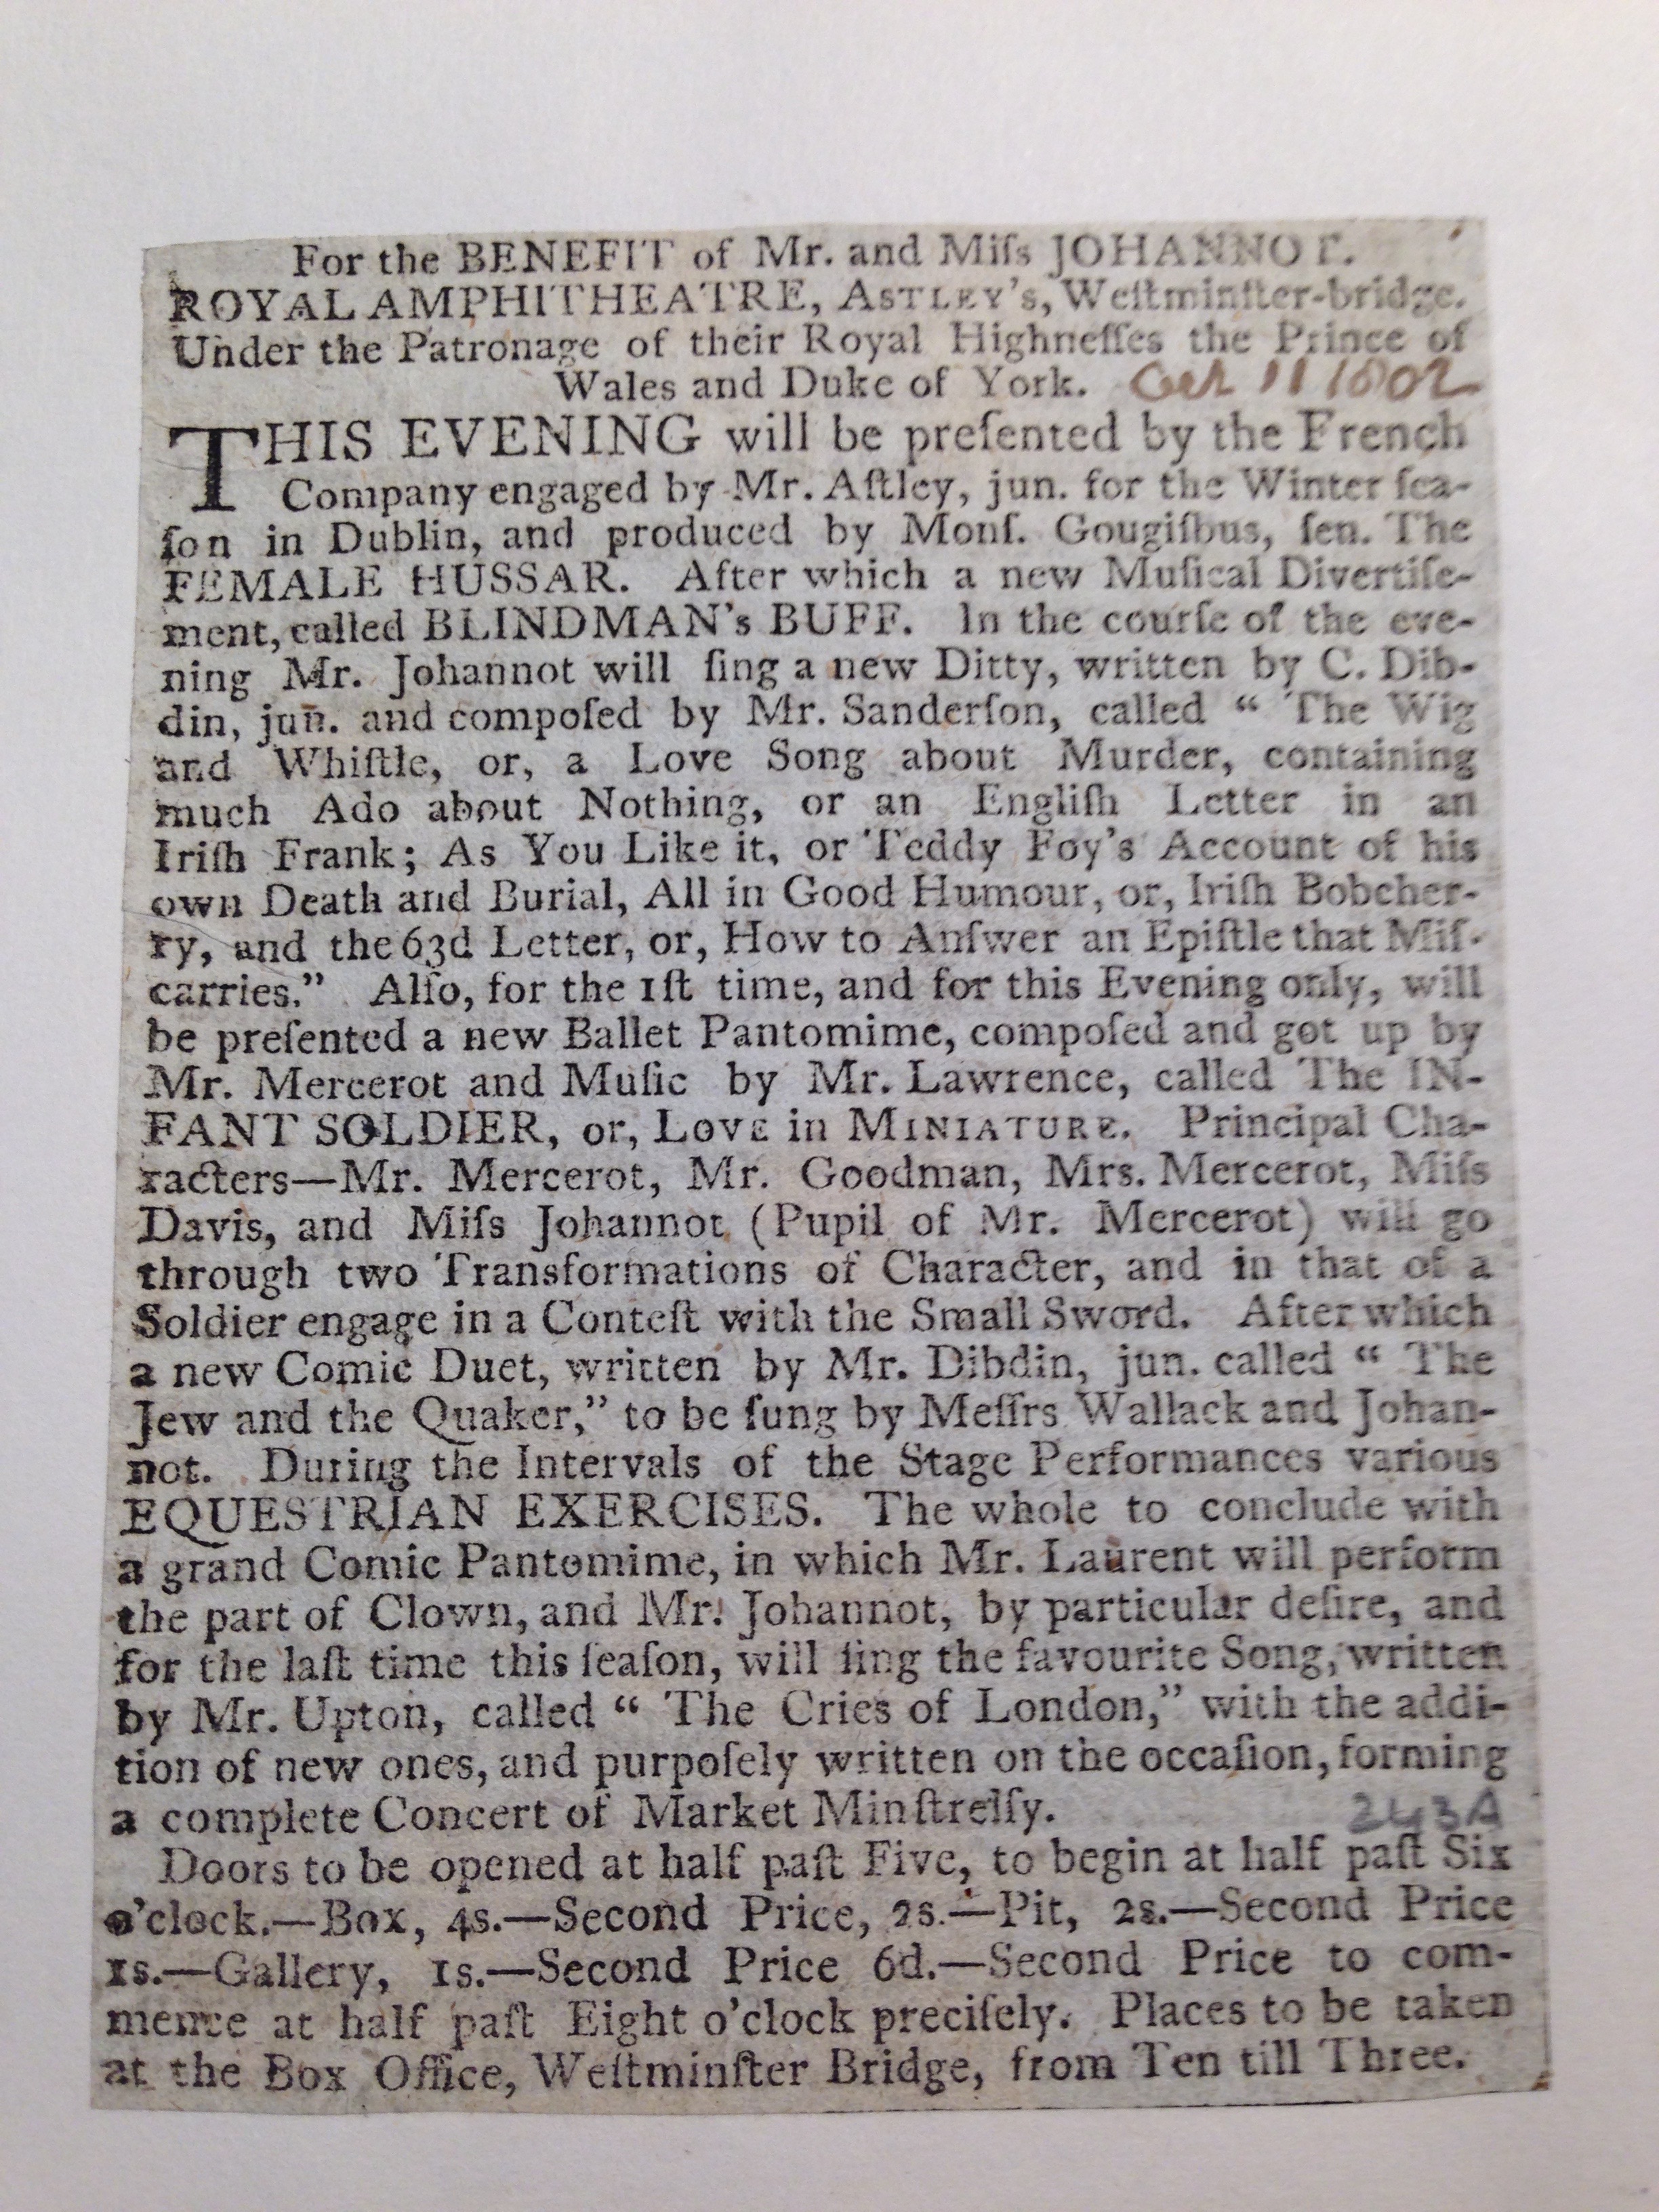 For the BENEFIT of Mr. and Miſs JOHANNOT.
ROYAL AMPHITHEATRE, ASTLEY's, Weſtminſter-bridge.
Under the Patronage of their Royal Highneſſes the Prince of
Wales and Duke of York. Oct 11 1802
THIS EVENING will be preſented by the French
Company engaged by Mr. Aſtley, jun. for the Winter ſea-
ſon in Dublin, and produced by Monſ. Gougiſbus, ſen. The
FEMALE HUSSAR. After which a new Muſical Divertiſe-
ment, called BLINDMAN's BUFF. In the courſe of the eve-
ning Mr. Johannot will ſing a new Ditty, written by C. Dib-
din, jun. and compoſed by Mr. Sanderſon, called “ The Wig
and Whiſtle, or, a Love Song about Murder, containing
much Ado about Nothing, or an Engliſh Letter in an
Iriſh Frank; As You Like it, or Teddy Foy's Account of his
own Death and Burial, All in Good Humour, or, Iriſh Bobcher-
ry, and the 63d Letter, or, How to Anſwer an Epiſtle that Miſ-
carries.” Alſo, for the 1ſt time, and for this Evening only, will
be preſented a new Ballet Pantomime, compoſed and got up by
Mr. Mercerot and Muſic by Mr. Lawrence, called The IN-
FANT SOLDIER, or, LOVE in MINIATURE. Principal Cha-
racters—Mr. Mercerot, Mr. Goodman, Mrs. Mercerot, Miſs
Davis, and Miſs Johannot (Pupil of Mr. Mercerot) will go
through two Transformations of Character, and in that of a
Soldier engage in a Conteſt with the Small Sword. After which
a new Comic Duet, written by Mr. Dibdin, jun. called “ The
Jew and the Quaker,” to be ſung by Meſſrs Wallack and Johan-
not. During the Intervals of the Stage Performances various
EQUESTRIAN EXERCISES. The whole to conclude with
a grand Comic Pantomime, in which Mr. Laurent will perform
the part of Clown, and Mr. Johannot, by particular deſire, and
for the laſt time this ſeaſon, will ſing the favourite Song, written
by Mr. Upton, called “ The Cries of London,” with the addi-
tion of new ones, and purpoſely written on the occaſion, forming
a complete Concert of Market Minſtrelſy. 243A
Doors to be opened at half paſt Five, to begin at half paſt Six
o'clock.—Box, 4s.—Second Price, 2s.—Pit, 2s.—Second Price
1s.—Gallery, 1s.—Second Price 6d.—Second Price to com-
mence at half paſt Eight o'clock preciſely. Places to be taken
at the Box Office, Weſtminſter Bridge, from Ten till Three.